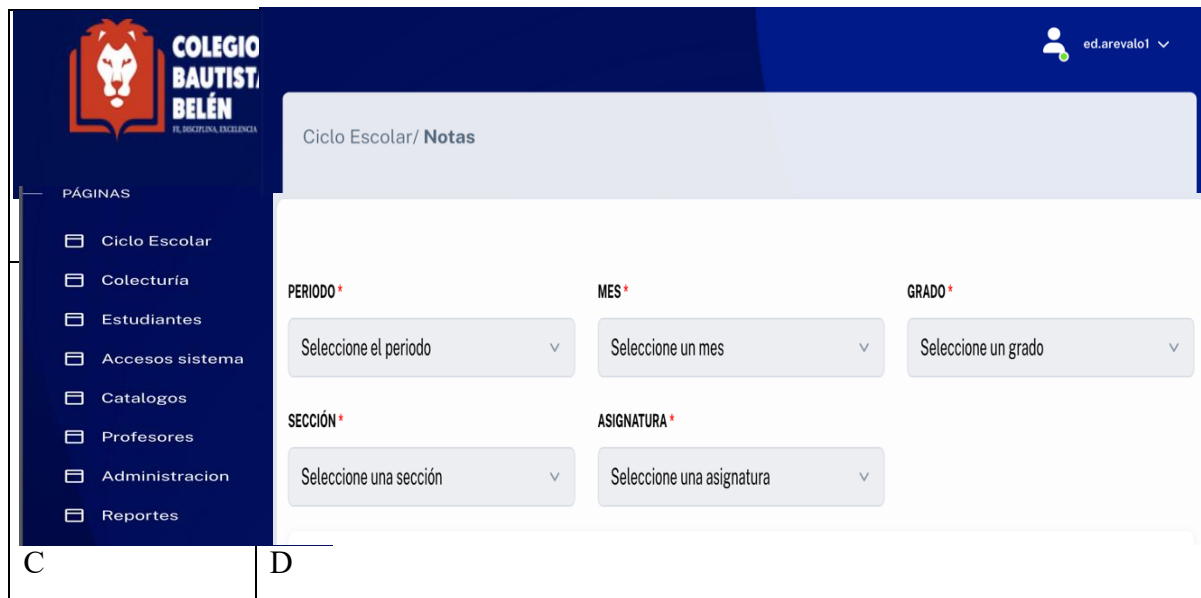 COLEGIO
BAUTISTA
BELÉN
FE, DISCIPLINA, EXCELENCIA
ed.arevalo1
Ciclo Escolar/ Notas
PÁGINAS
Ciclo Escolar
Colecturía
Estudiantes
Accesos sistema
Catalogos
Profesores
Administracion
Reportes
PERIODO *
MES *
GRADO *
Seleccione el periodo
Seleccione un mes
Seleccione un grado
SECCIÓN *
ASIGNATURA *
Seleccione una sección
Seleccione una asignatura
C
D